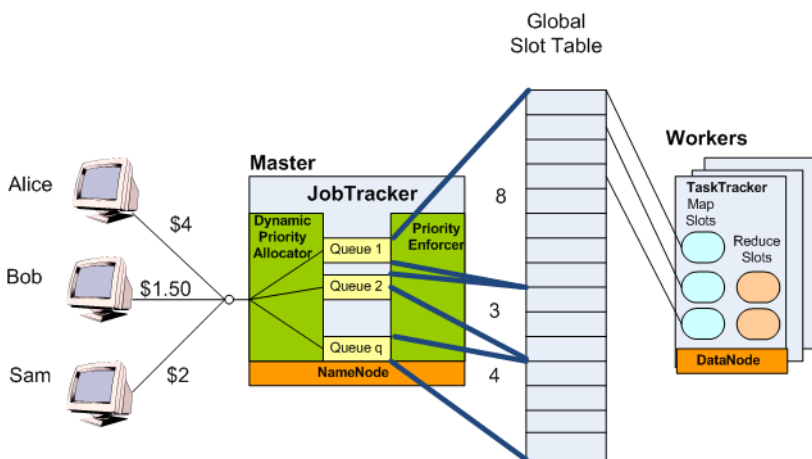 Global
Slot Table
Alice
Bob
Sam
$4
$1.50
$2
Master
JobTracker
Dynamic
Priority
Allocator
Queue 1
Queue 2
Queue q
Priority
Enforcer
NameNode
8
3
4
Workers
TaskTracker
Map
Slots
Reduce
Slots
DataNode